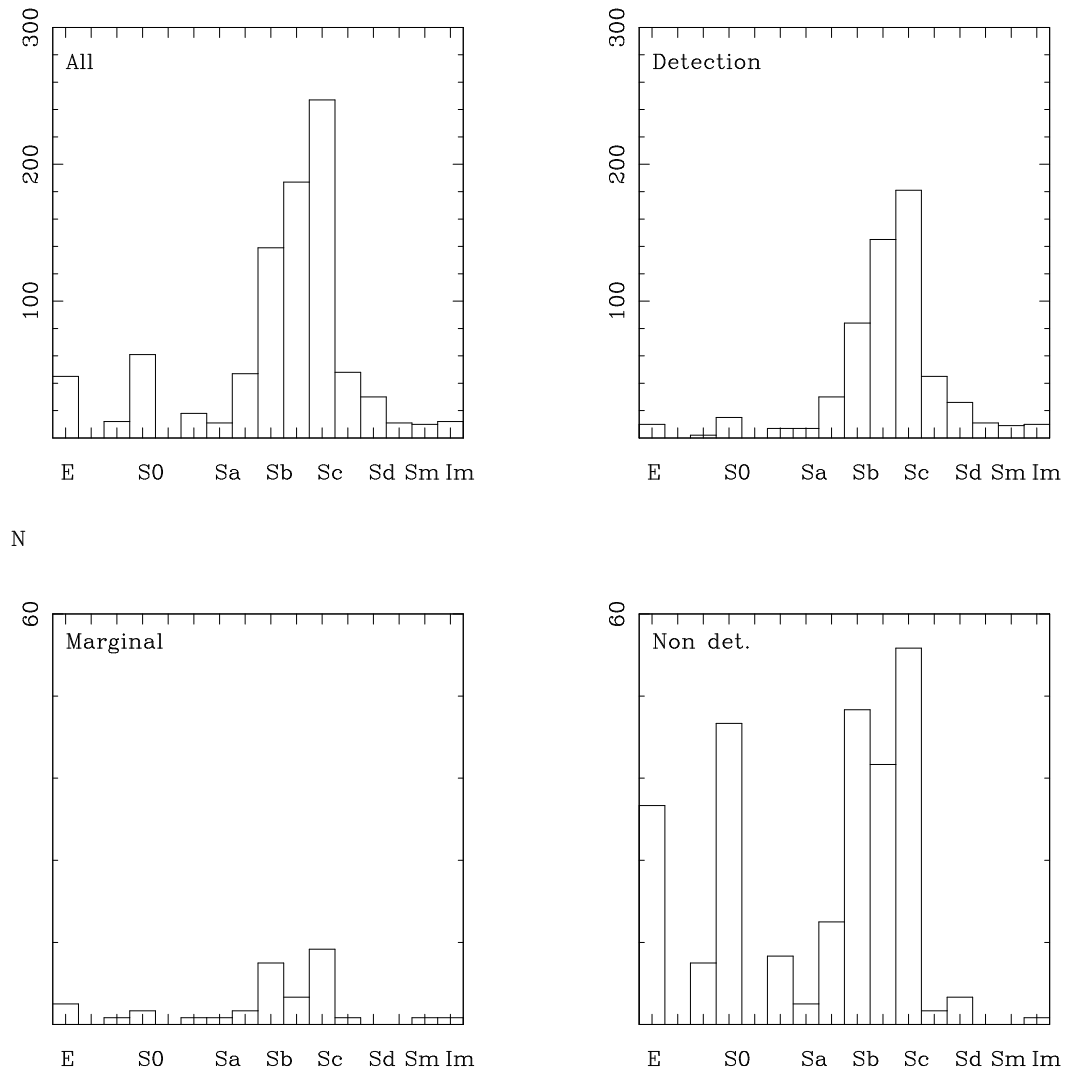 300
All
200
100
E S0 Sa Sb Sc Sd Sm Im
300
Detection
200
100
E S0 Sa Sb Sc Sd Sm Im
N
60
Marginal
E S0 Sa Sb Sc Sd Sm Im
60
Non det.
E S0 Sa Sb Sc Sd Sm Im